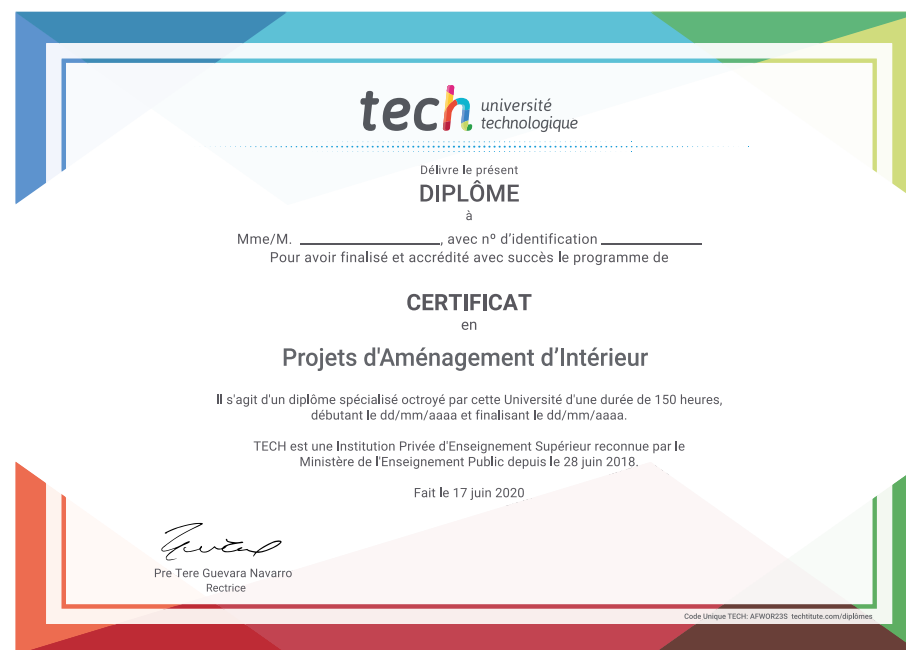 tech université
technologique
Délivre le présent
DIPLÔME
à
Mme/M. ____________________, avec nº d'identification ______________
Pour avoir finalisé et accrédité avec succès le programme de
CERTIFICAT
en
Projets d'Aménagement d’Intérieur
Il s'agit d'un diplôme spécialisé octroyé par cette Université d'une durée de 150 heures,
débutant le dd/mm/aaaa et finalisant le dd/mm/aaaa.
TECH est une Institution Privée d'Enseignement Supérieur reconnue par le
Ministère de l'Enseignement Public depuis le 28 juin 2018.
Fait le 17 juin 2020
Pre Tere Guevara Navarro
Rectrice
Code Unique TECH: AFWOR23S techtitute.com/diplômes